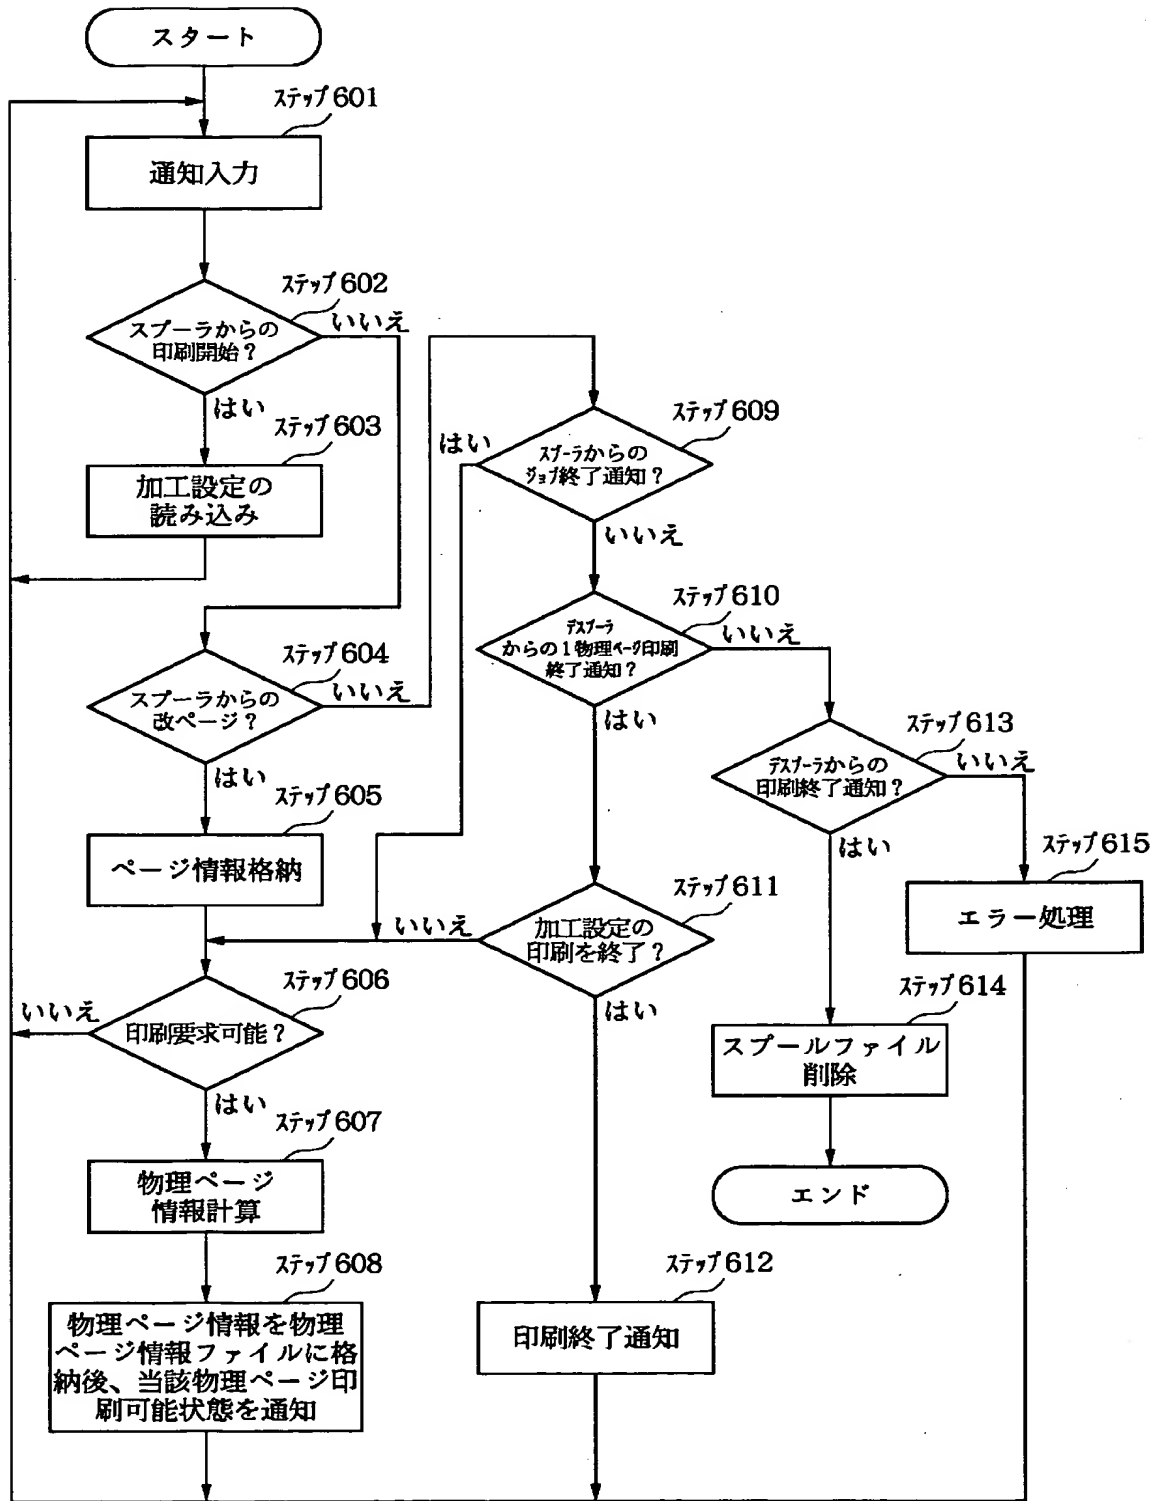 スタート
ステップ601
通知入力
ステップ602
スプーラからの
印刷開始？
いいえ
はい
ステップ603
加工設定の
読み込み
ステップ604
スプーラからの
改ページ？
いいえ
はい
ステップ605
ページ情報格納
ステップ606
印刷要求可能？
いいえ
はい
ステップ607
物理ページ
情報計算
ステップ608
物理ページ情報を物理
ページ情報ファイルに格
納後、当該物理ページ印
刷可能状態を通知
ステップ609
スプーラからの
ジョブ終了通知？
はい
いいえ
ステップ610
デスプーラ
からの1物理ページ印刷
終了通知？
いいえ
はい
ステップ611
加工設定の
印刷を終了？
いいえ
はい
ステップ612
印刷終了通知
ステップ613
デスプーラからの
印刷終了通知？
いいえ
はい
ステップ614
スプールファイル
削除
エンド
ステップ615
エラー処理